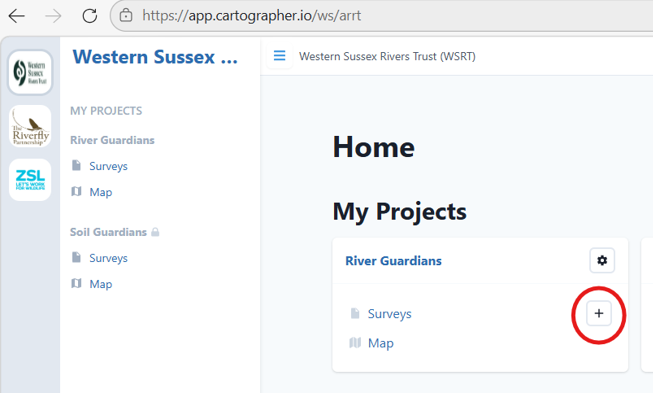 https://app.cartographer.io/ws/arrt
Western Sussex ...
Western Sussex Rivers Trust (WSRT)
WESTERN
SUSSEX
Rivers Trust
The
Riverfly
Partnership
ZSL
LET'S WORK
FOR WILDLIFE
MY PROJECTS
River Guardians
Surveys
Map
Soil Guardians
Surveys
Map
Home
My Projects
River Guardians
Surveys
Map